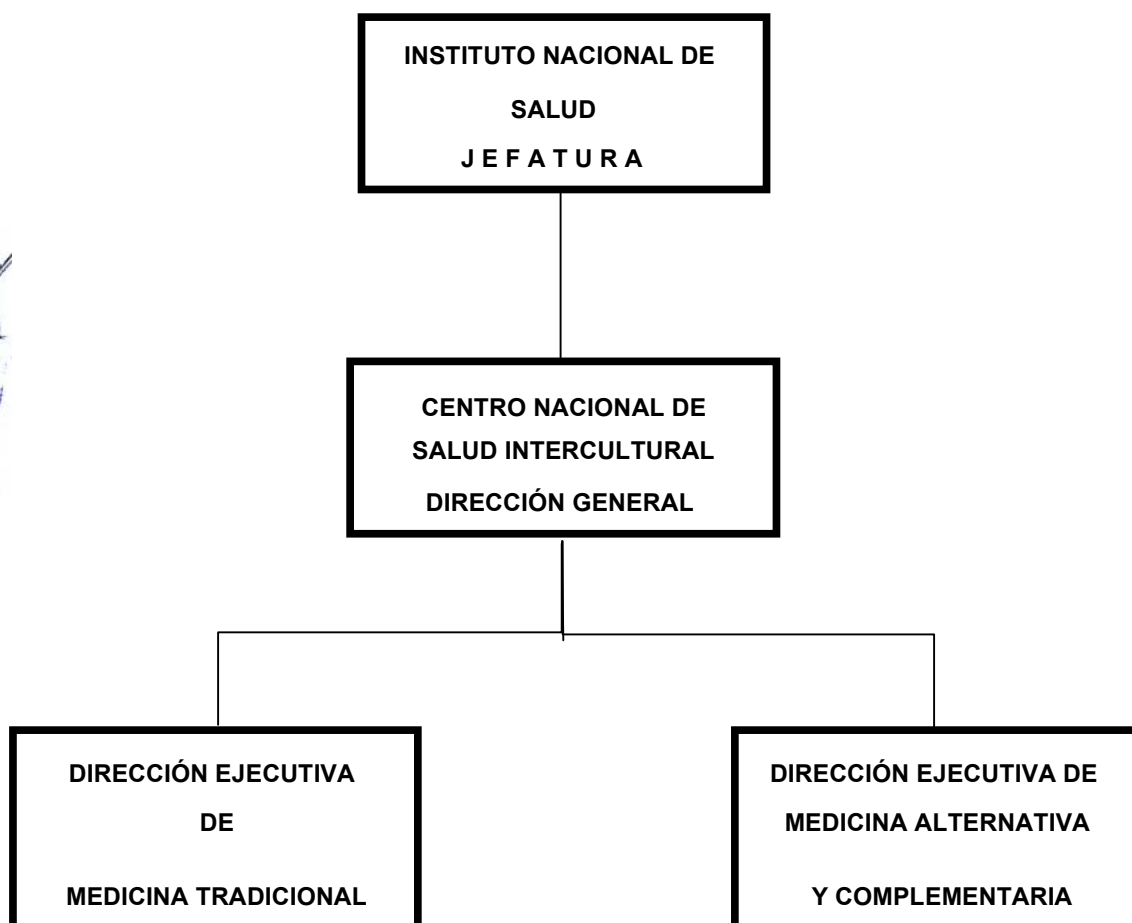 INSTITUTO NACIONAL DE
SALUD
J E F A T U R A
CENTRO NACIONAL DE
SALUD INTERCULTURAL
DIRECCIÓN GENERAL
DIRECCIÓN EJECUTIVA
DE
MEDICINA TRADICIONAL
DIRECCIÓN EJECUTIVA DE
MEDICINA ALTERNATIVA
Y COMPLEMENTARIA